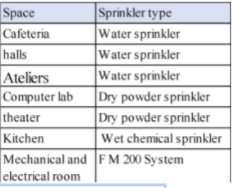 Space Sprinkler type
Cafeteria Water sprinkler
halls Water sprinkler
Ateliers Water sprinkler
Computer lab Dry powder sprinkler
theater Dry powder sprinkler
Kitchen Wet chemical sprinkler
Mechanical and F M 200 System
electrical room